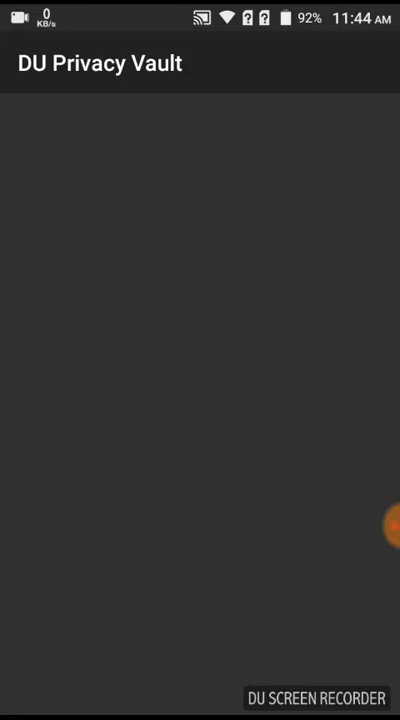 0
KB/s
92%
11:44 AM
DU Privacy Vault
DU SCREEN RECORDER